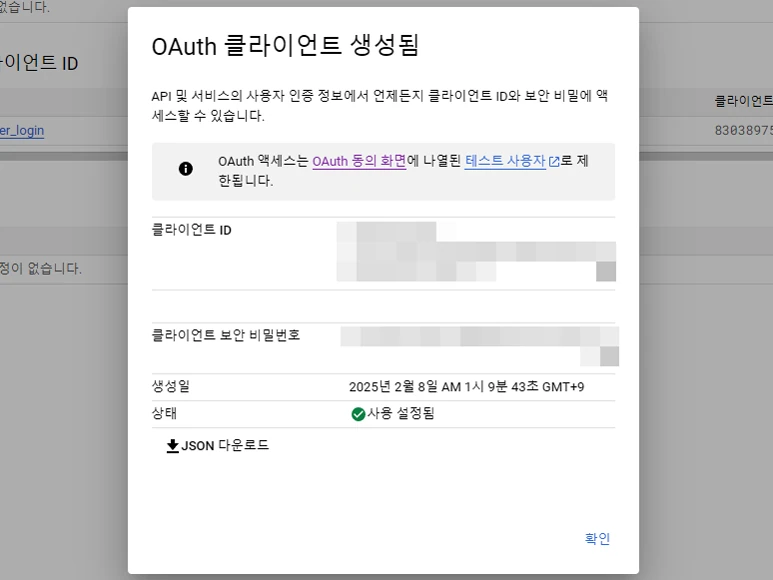 없습니다.
OAuth 클라이언트 생성됨
이언트 ID
API 및 서비스의 사용자 인증 정보에서 언제든지 클라이언트 ID와 보안 비밀에 액
세스할 수 있습니다.
클라이언트
er_login
83038975
OAuth 액세스는 OAuth 동의 화면에 나열된 테스트 사용자로 제
한됩니다.
클라이언트 ID
정이 없습니다.
클라이언트 보안 비밀번호
생성일 2025년 2월 8일 AM 1시 9분 43초 GMT+9
상태 사용 설정됨
JSON 다운로드
확인